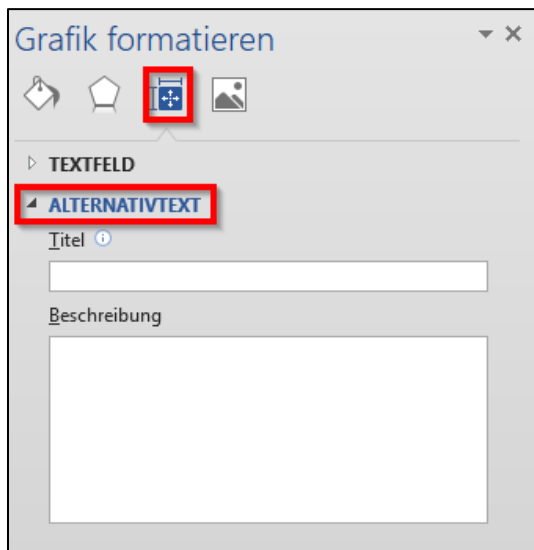 Grafik formatieren
TEXTFELD
ALTERNATIVTEXT
Titel
Beschreibung